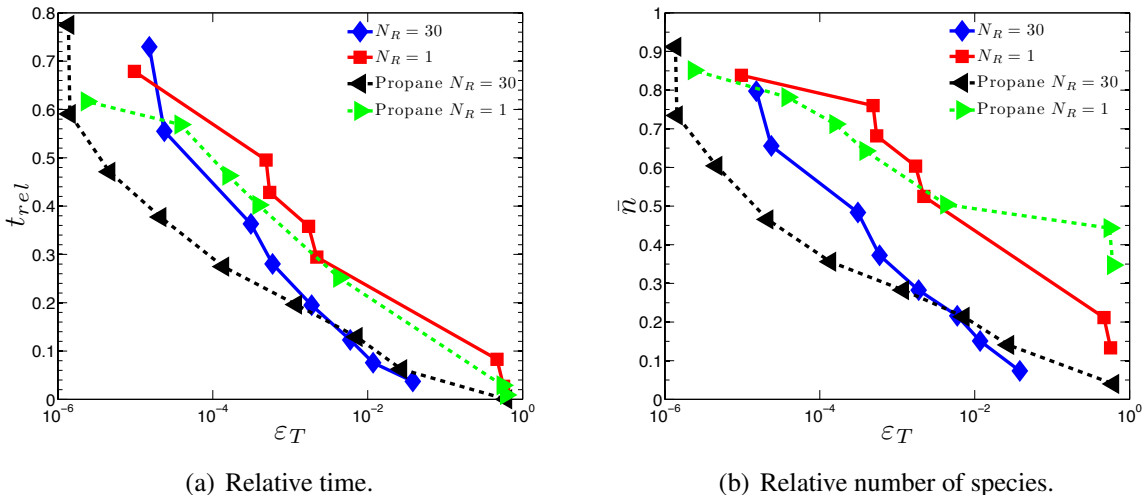 0.8
0.7
0.6
0.5
0.4
0.3
0.2
0.1
0
t_{rel}
10^{-6} 10^{-4} 10^{-2} 10^{0}
ε_T
N_R = 30
N_R = 1
Propane N_R = 30
Propane N_R = 1
(a) Relative time.
1
0.9
0.8
0.7
0.6
0.5
0.4
0.3
0.2
0.1
0
n̄
10^{-6} 10^{-4} 10^{-2} 10^{0}
ε_T
N_R = 30
N_R = 1
Propane N_R = 30
Propane N_R = 1
(b) Relative number of species.